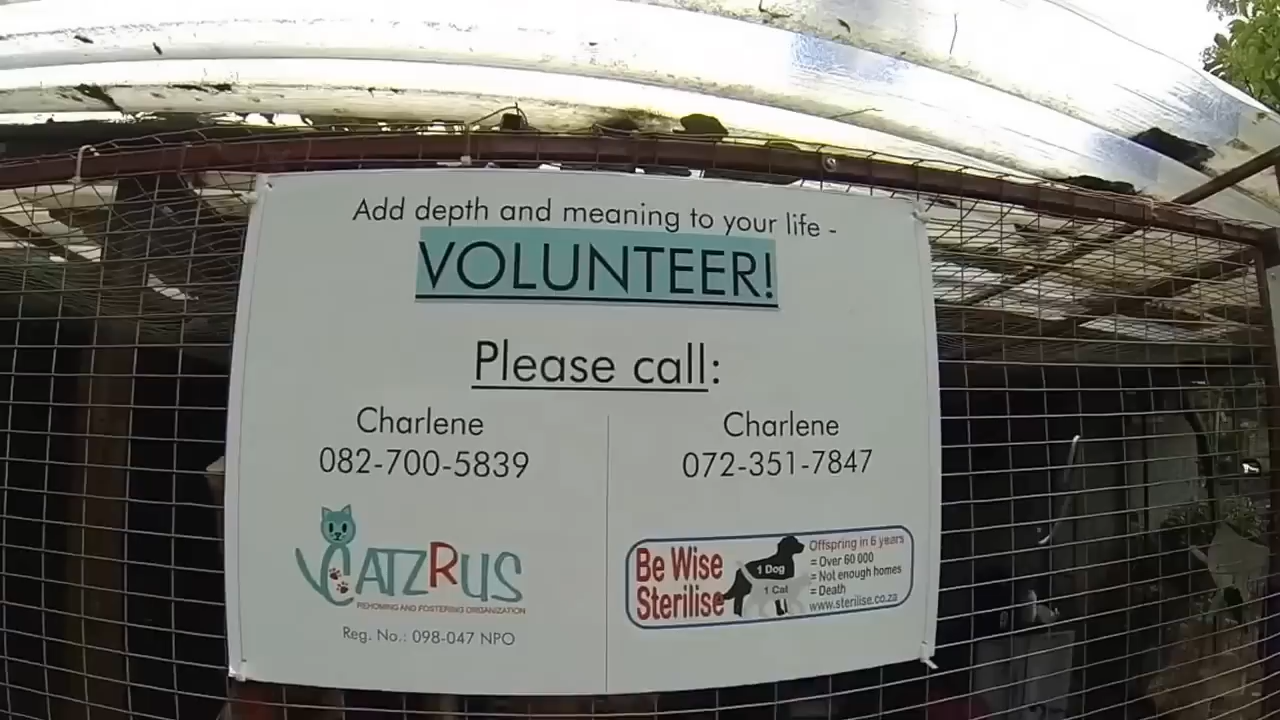 Add depth and meaning to your life -
VOLUNTEER!
Please call:
Charlene
082-700-5839
CATZRUS
REHOMING AND FOSTERING ORGANIZATION
Reg. No.: 098-047 NPO
Charlene
072-351-7847
Be Wise
Sterilise
1 Dog
1 Cat
Offspring in 6 years
= Over 60 000
= Not enough homes
= Death
www.sterilise.co.za